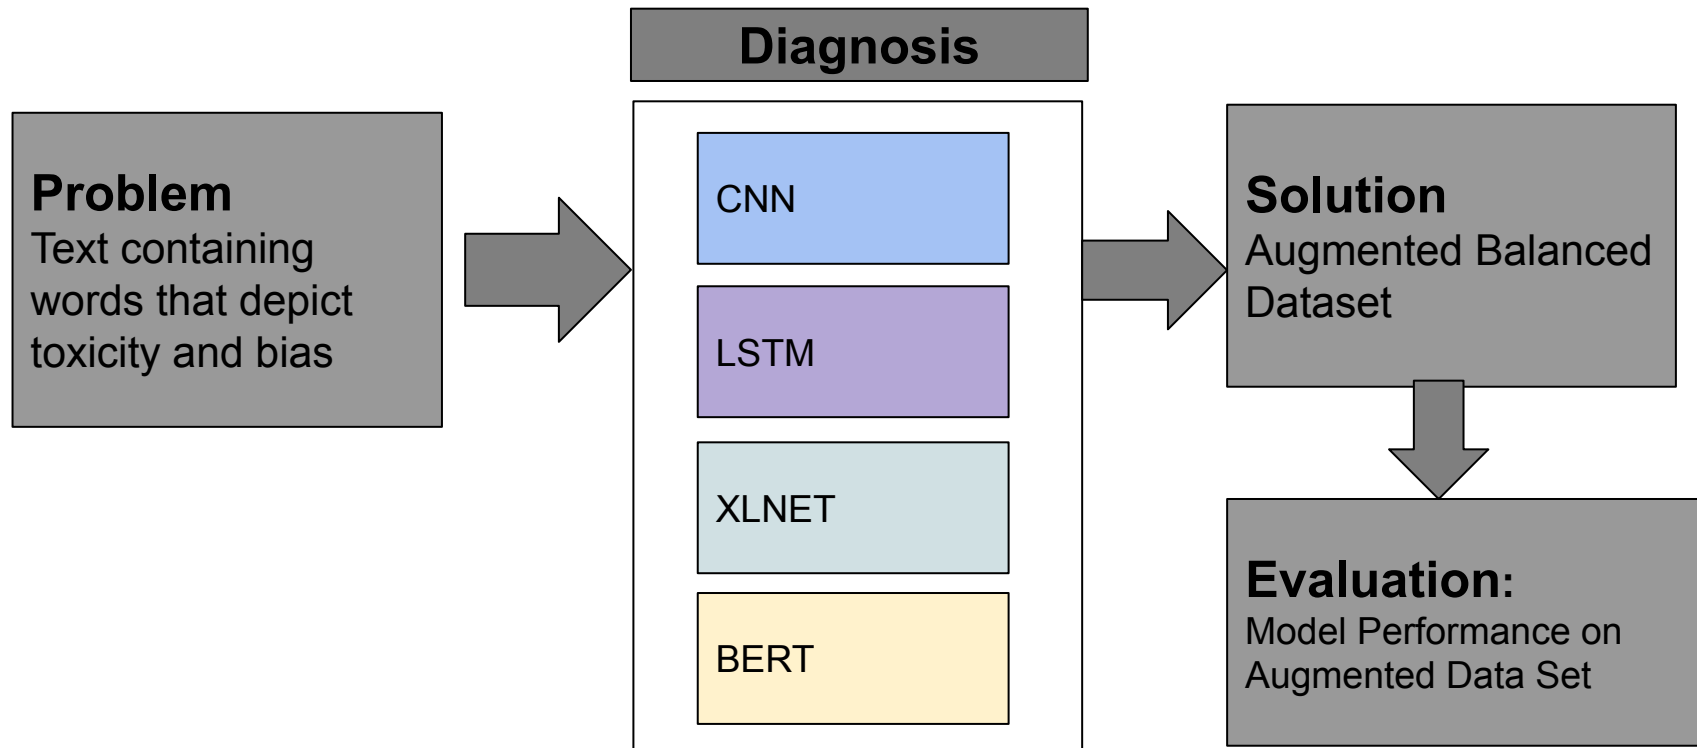 Diagnosis
Problem
Text containing
words that depict
toxicity and bias
CNN
LSTM
XLNET
BERT
Solution
Augmented Balanced
Dataset
Evaluation:
Model Performance on
Augmented Data Set